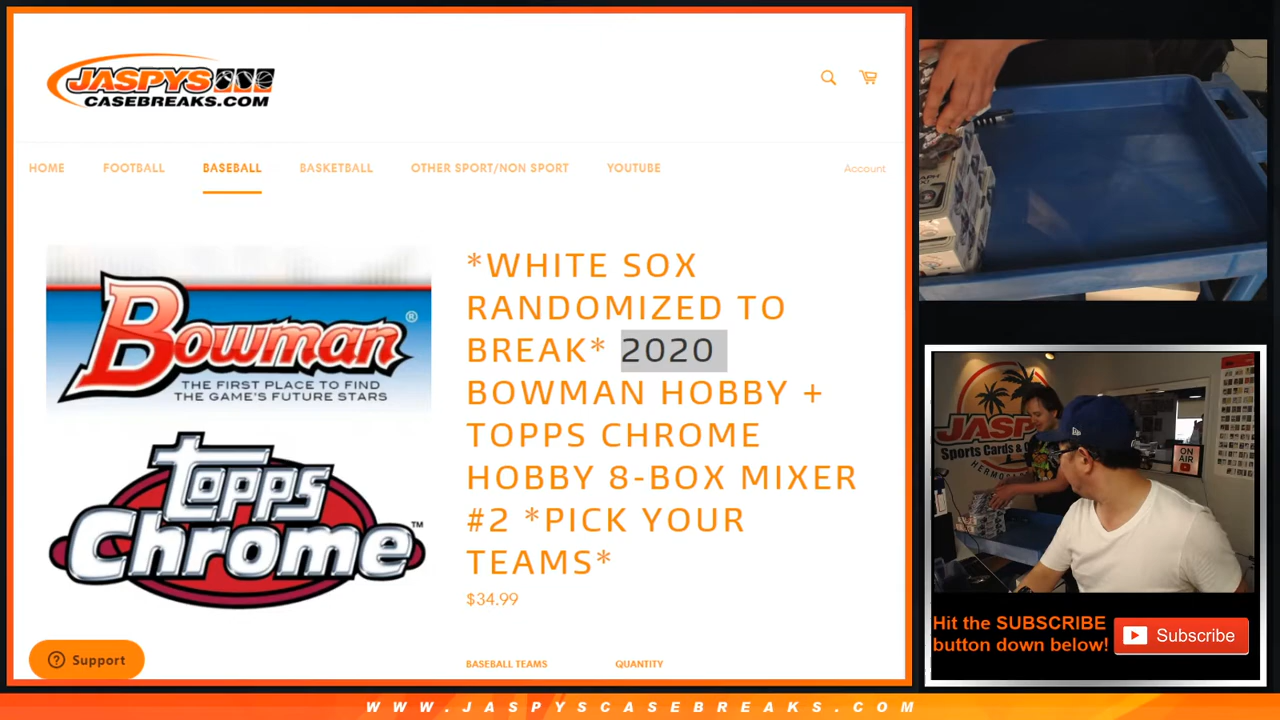 JASPYS
CASEBREAKS.COM
HOME FOOTBALL BASEBALL BASKETBALL OTHER SPORT/NON SPORT YOUTUBE Account
Bowman®
THE FIRST PLACE TO FIND
THE GAME'S FUTURE STARS
topps
Chrome™
*WHITE SOX
RANDOMIZED TO
BREAK* 2020
BOWMAN HOBBY +
TOPPS CHROME
HOBBY 8-BOX MIXER
#2 *PICK YOUR
TEAMS*
$34.99
BASEBALL TEAMS QUANTITY
Support
JASPY
Sports Cards &
HERMOS
ON
AIR
Hit the SUBSCRIBE
button down below!
Subscribe
WWW.JASPYSCASEBREAKS.COM